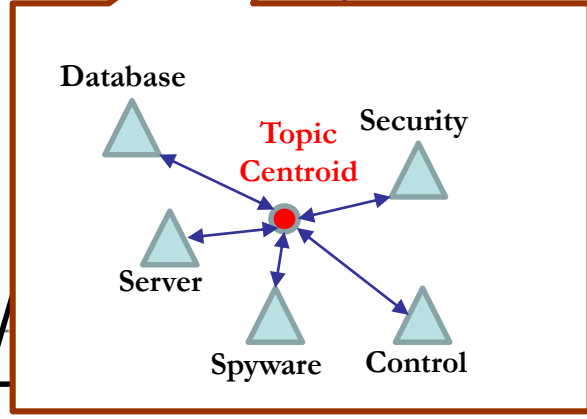 Database
Topic
Centroid
Security
Server
Spyware
Control